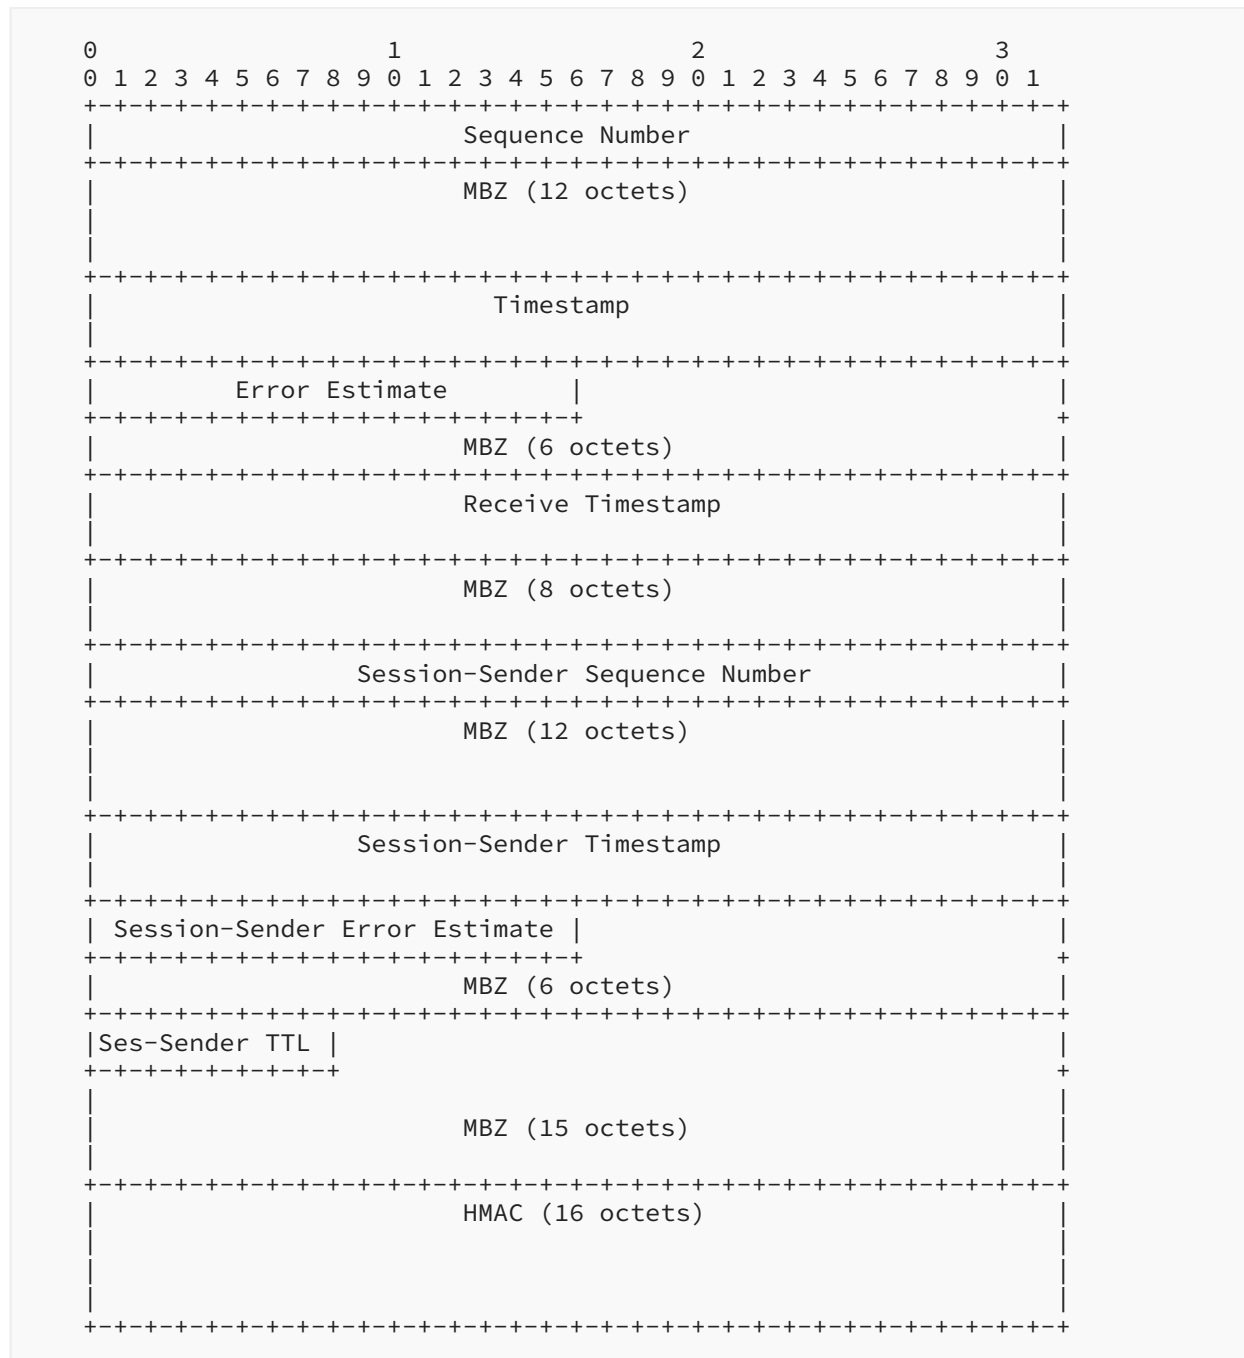 0                   1                   2                   3
0 1 2 3 4 5 6 7 8 9 0 1 2 3 4 5 6 7 8 9 0 1 2 3 4 5 6 7 8 9 0 1
+-+-+-+-+-+-+-+-+-+-+-+-+-+-+-+-+-+-+-+-+-+-+-+-+-+-+-+-+-+-+-+-+
|                        Sequence Number                        |
+-+-+-+-+-+-+-+-+-+-+-+-+-+-+-+-+-+-+-+-+-+-+-+-+-+-+-+-+-+-+-+-+
|                        MBZ (12 octets)                        |
|                                                               |
|                                                               |
+-+-+-+-+-+-+-+-+-+-+-+-+-+-+-+-+-+-+-+-+-+-+-+-+-+-+-+-+-+-+-+-+
|                          Timestamp                            |
|                                                               |
+-+-+-+-+-+-+-+-+-+-+-+-+-+-+-+-+-+-+-+-+-+-+-+-+-+-+-+-+-+-+-+-+
|         Error Estimate        |                               |
+-+-+-+-+-+-+-+-+-+-+-+-+-+-+-+-+                               +
|                        MBZ (6 octets)                         |
+-+-+-+-+-+-+-+-+-+-+-+-+-+-+-+-+-+-+-+-+-+-+-+-+-+-+-+-+-+-+-+-+
|                        Receive Timestamp                      |
|                                                               |
+-+-+-+-+-+-+-+-+-+-+-+-+-+-+-+-+-+-+-+-+-+-+-+-+-+-+-+-+-+-+-+-+
|                        MBZ (8 octets)                         |
|                                                               |
+-+-+-+-+-+-+-+-+-+-+-+-+-+-+-+-+-+-+-+-+-+-+-+-+-+-+-+-+-+-+-+-+
|                 Session-Sender Sequence Number                |
+-+-+-+-+-+-+-+-+-+-+-+-+-+-+-+-+-+-+-+-+-+-+-+-+-+-+-+-+-+-+-+-+
|                        MBZ (12 octets)                        |
|                                                               |
|                                                               |
+-+-+-+-+-+-+-+-+-+-+-+-+-+-+-+-+-+-+-+-+-+-+-+-+-+-+-+-+-+-+-+-+
|                 Session-Sender Timestamp                      |
|                                                               |
+-+-+-+-+-+-+-+-+-+-+-+-+-+-+-+-+-+-+-+-+-+-+-+-+-+-+-+-+-+-+-+-+
| Session-Sender Error Estimate |                               |
+-+-+-+-+-+-+-+-+-+-+-+-+-+-+-+-+                               +
|                        MBZ (6 octets)                         |
+-+-+-+-+-+-+-+-+-+-+-+-+-+-+-+-+-+-+-+-+-+-+-+-+-+-+-+-+-+-+-+-+
|Ses-Sender TTL |                                               |
+-+-+-+-+-+-+-+-+                                               +
|                                                               |
|                        MBZ (15 octets)                        |
|                                                               |
+-+-+-+-+-+-+-+-+-+-+-+-+-+-+-+-+-+-+-+-+-+-+-+-+-+-+-+-+-+-+-+-+
|                        HMAC (16 octets)                       |
|                                                               |
|                                                               |
|                                                               |
+-+-+-+-+-+-+-+-+-+-+-+-+-+-+-+-+-+-+-+-+-+-+-+-+-+-+-+-+-+-+-+-+